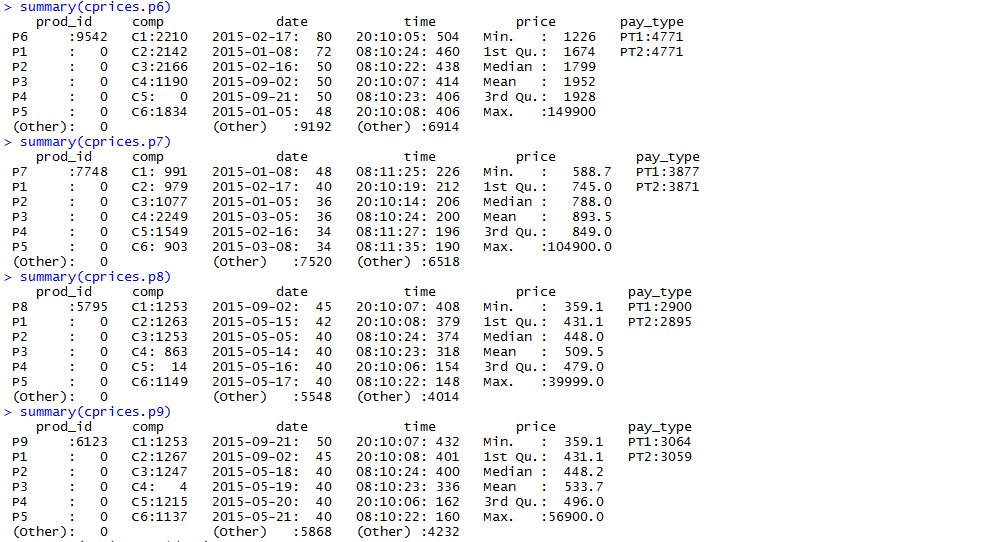 > summary(cprices.p6)
    prod_id     comp            date           time          price        pay_type
 P6     :9542   C1:2210   2015-02-17:  80   20:10:05: 504   Min.   :  1226   PT1:4771
 P1     :   0   C2:2142   2015-01-08:  72   08:10:24: 460   1st Qu.:  1674   PT2:4771
 P2     :   0   C3:2166   2015-02-16:  50   08:10:22: 438   Median :  1799
 P3     :   0   C4:1190   2015-09-02:  50   08:10:07: 414   Mean   :  1952
 P4     :   0   C5:   0   2015-09-21:  50   08:10:23: 406   3rd Qu.:  1928
 P5     :   0   C6:1834   2015-01-05:  48   20:10:08: 406   Max.   :149900
 (Other):   0             (Other)   :9192   (Other) :6914
> summary(cprices.p7)
    prod_id     comp            date           time          price          pay_type
 P7     :7748   C1: 991   2015-01-08:  48   08:11:25: 226   Min.   :   588.7   PT1:3877
 P1     :   0   C2: 979   2015-02-17:  40   20:10:19: 212   1st Qu.:   745.0   PT2:3871
 P2     :   0   C3:1077   2015-01-05:  36   20:10:14: 206   Median :   788.0
 P3     :   0   C4:2249   2015-03-05:  36   08:10:24: 200   Mean   :   893.5
 P4     :   0   C5:1549   2015-02-16:  34   08:11:27: 196   3rd Qu.:   849.0
 P5     :   0   C6: 903   2015-03-08:  34   08:11:35: 190   Max.   :104900.0
 (Other):   0             (Other)   :7520   (Other) :6518
> summary(cprices.p8)
    prod_id     comp            date           time          price         pay_type
 P8     :5795   C1:1253   2015-09-02:  45   20:10:07: 408   Min.   :  359.1   PT1:2900
 P1     :   0   C2:1263   2015-05-15:  42   20:10:08: 379   1st Qu.:  431.1   PT2:2895
 P2     :   0   C3:1253   2015-05-05:  40   08:10:24: 374   Median :  448.0
 P3     :   0   C4: 863   2015-05-14:  40   08:10:23: 318   Mean   :  509.5
 P4     :   0   C5:  14   2015-05-16:  40   20:10:06: 154   3rd Qu.:  479.0
 P5     :   0   C6:1149   2015-05-17:  40   08:10:22: 148   Max.   :39999.0
 (Other):   0             (Other)   :5548   (Other) :4014
> summary(cprices.p9)
    prod_id     comp            date           time          price         pay_type
 P9     :6123   C1:1253   2015-09-21:  50   20:10:07: 432   Min.   :  359.1   PT1:3064
 P1     :   0   C2:1267   2015-09-02:  45   20:10:08: 401   1st Qu.:  431.1   PT2:3059
 P2     :   0   C3:1247   2015-05-18:  40   08:10:24: 400   Median :  448.2
 P3     :   0   C4:   4   2015-05-19:  40   08:10:23: 336   Mean   :  533.7
 P4     :   0   C5:1215   2015-05-20:  40   20:10:06: 162   3rd Qu.:  496.0
 P5     :   0   C6:1137   2015-05-21:  40   08:10:22: 160   Max.   :56900.0
 (Other):   0             (Other)   :5868   (Other) :4232